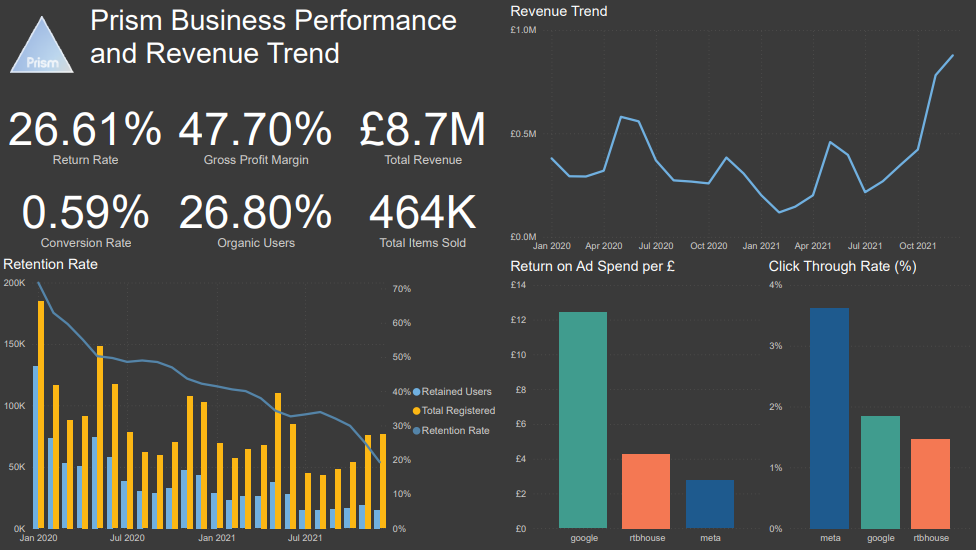 Prism Business Performance
and Revenue Trend
Prism
26.61% 47.70% £8.7M
Return Rate Gross Profit Margin Total Revenue
0.59% 26.80% 464K
Conversion Rate Organic Users Total Items Sold
Revenue Trend
£1.0M
£0.5M
£0.0M
Jan 2020 Apr 2020 Jul 2020 Oct 2020 Jan 2021 Apr 2021 Jul 2021 Oct 2021
Retention Rate
200K
150K
100K
50K
0K
70%
60%
50%
40%
30%
20%
10%
0%
Jan 2020 Jul 2020 Jan 2021 Jul 2021
Retained Users
Total Registered
Retention Rate
Return on Ad Spend per £
£14
£12
£10
£8
£6
£4
£2
£0
google rtbhouse meta
Click Through Rate (%)
4%
3%
2%
1%
0%
meta google rtbhouse